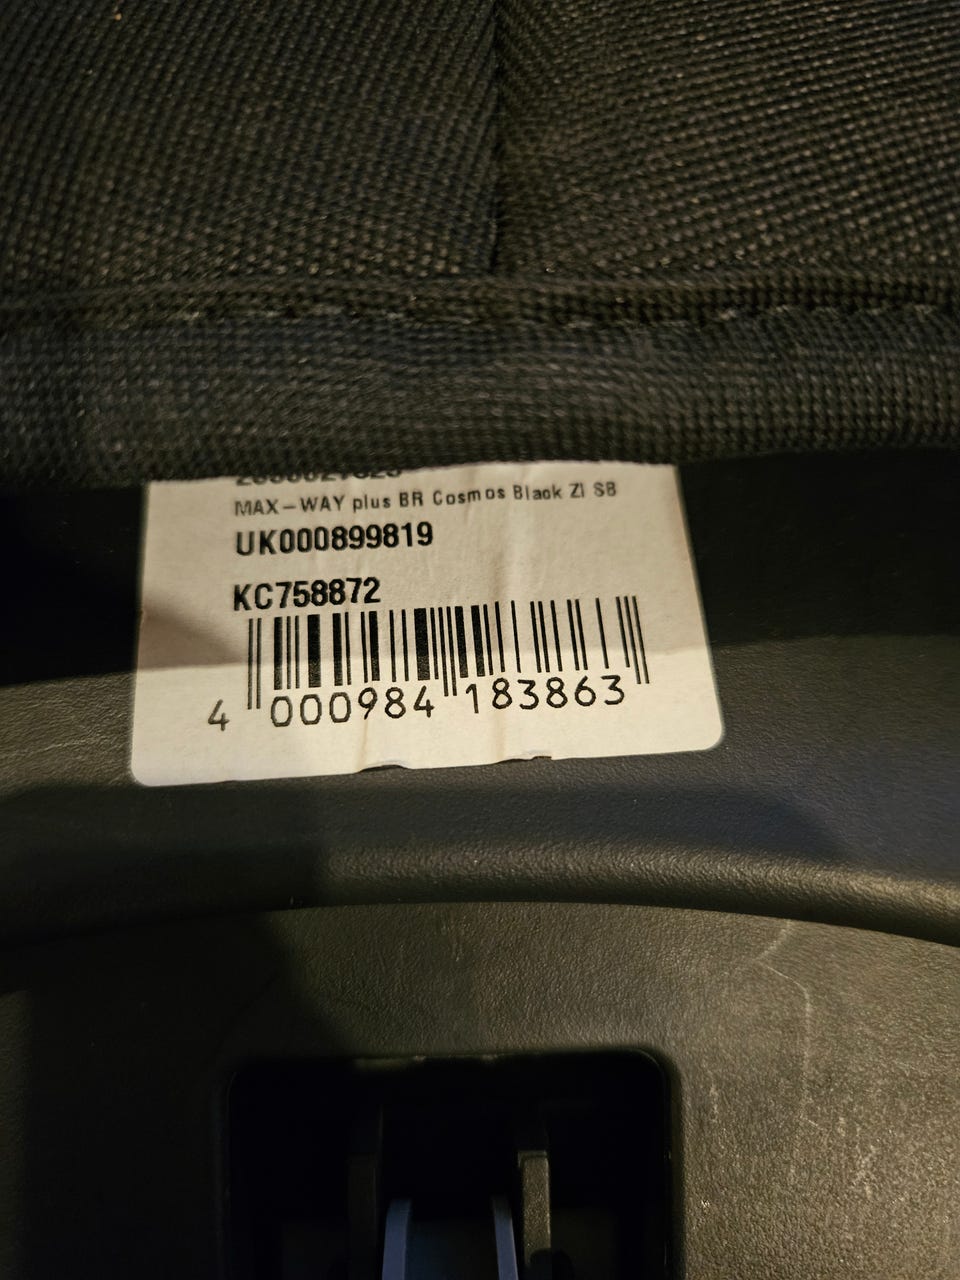 MAX-WAY plus BR Cosmos Black ZI SB
UK000899819
KC758872
4 000984 183863